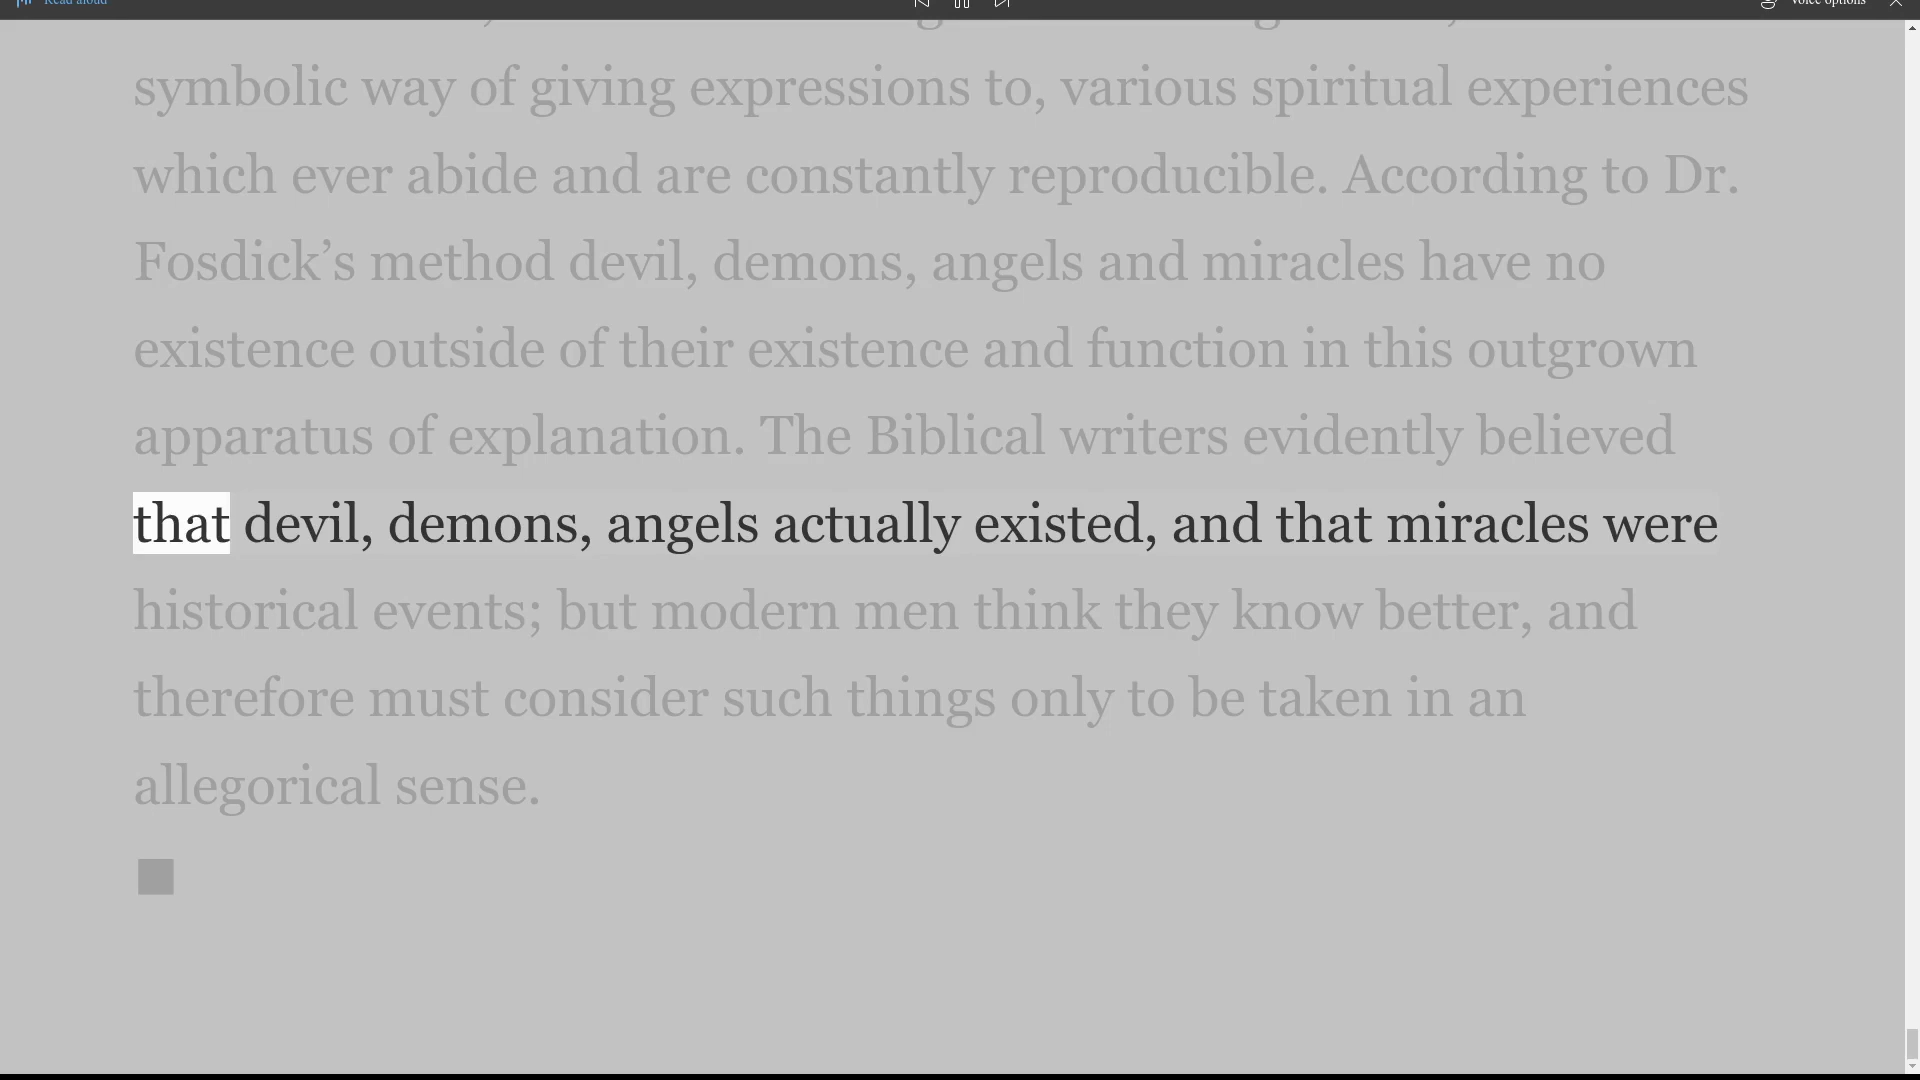 Read aloud
Voice options
symbolic way of giving expressions to, various spiritual experiences
which ever abide and are constantly reproducible. According to Dr.
Fosdick’s method devil, demons, angels and miracles have no
existence outside of their existence and function in this outgrown
apparatus of explanation. The Biblical writers evidently believed
that devil, demons, angels actually existed, and that miracles were
historical events; but modern men think they know better, and
therefore must consider such things only to be taken in an
allegorical sense.